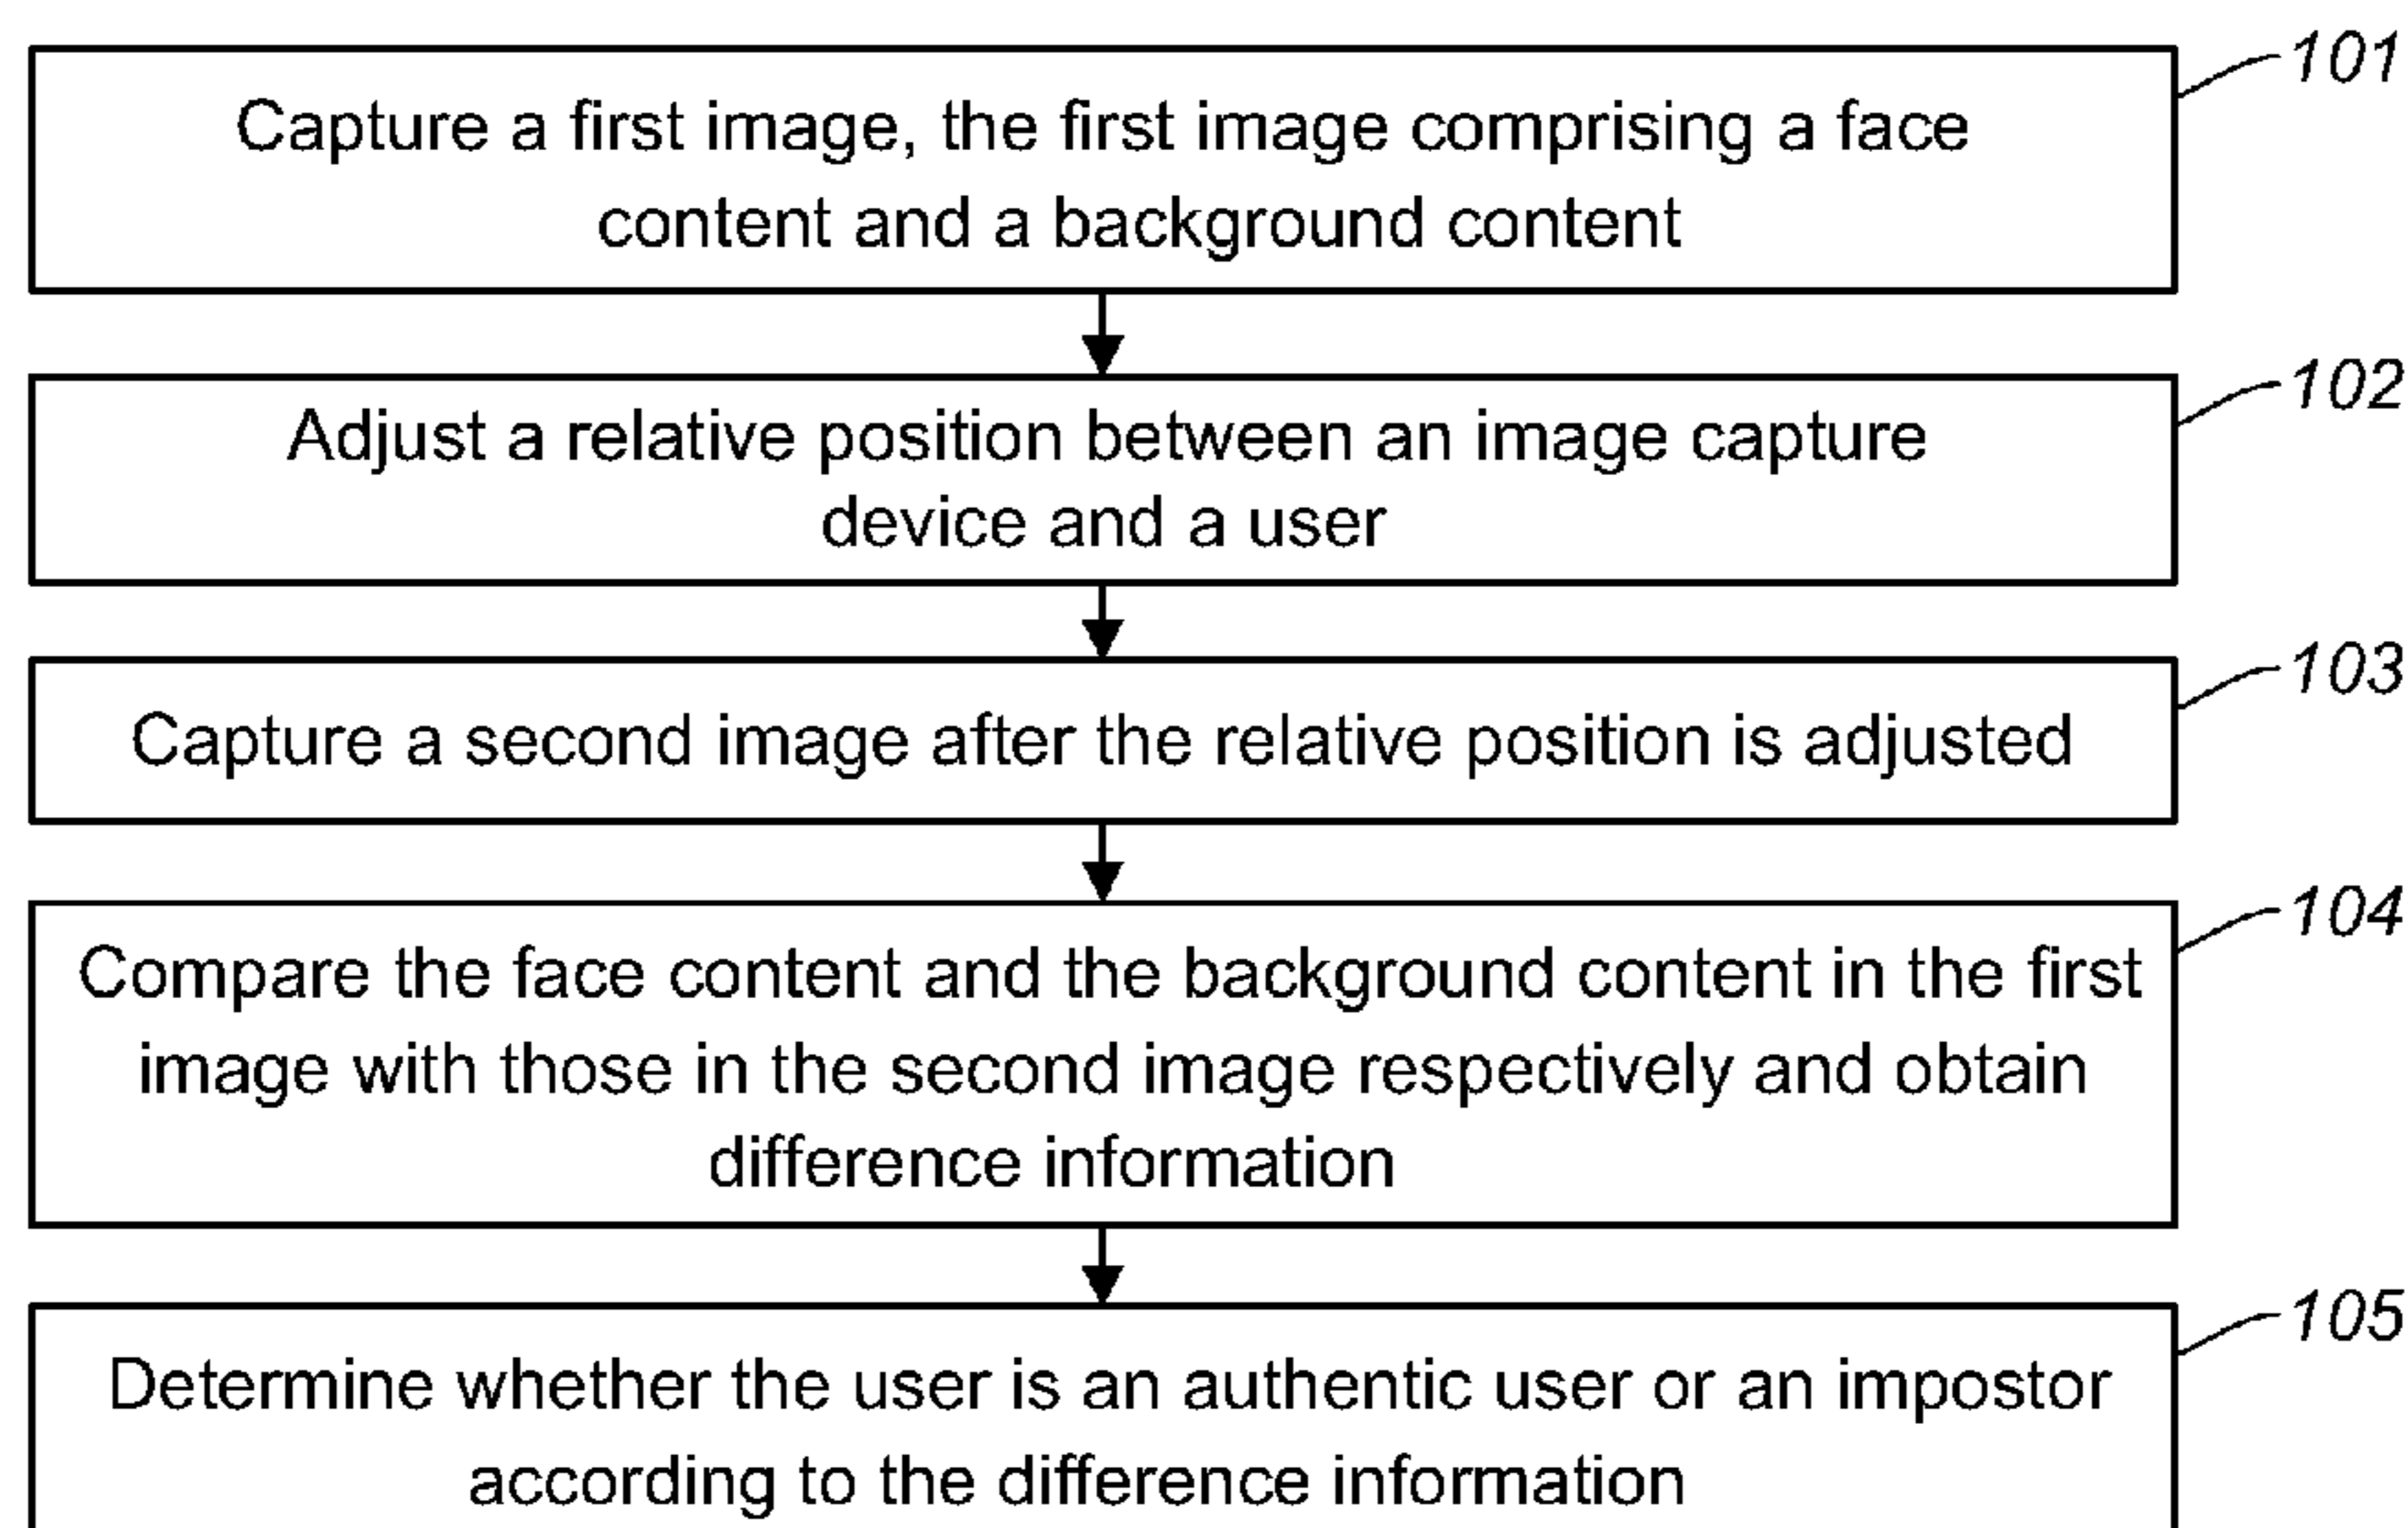 101
Capture a first image, the first image comprising a face
content and a background content
102
Adjust a relative position between an image capture
device and a user
103
Capture a second image after the relative position is adjusted
104
Compare the face content and the background content in the first
image with those in the second image respectively and obtain
difference information
105
Determine whether the user is an authentic user or an impostor
according to the difference information